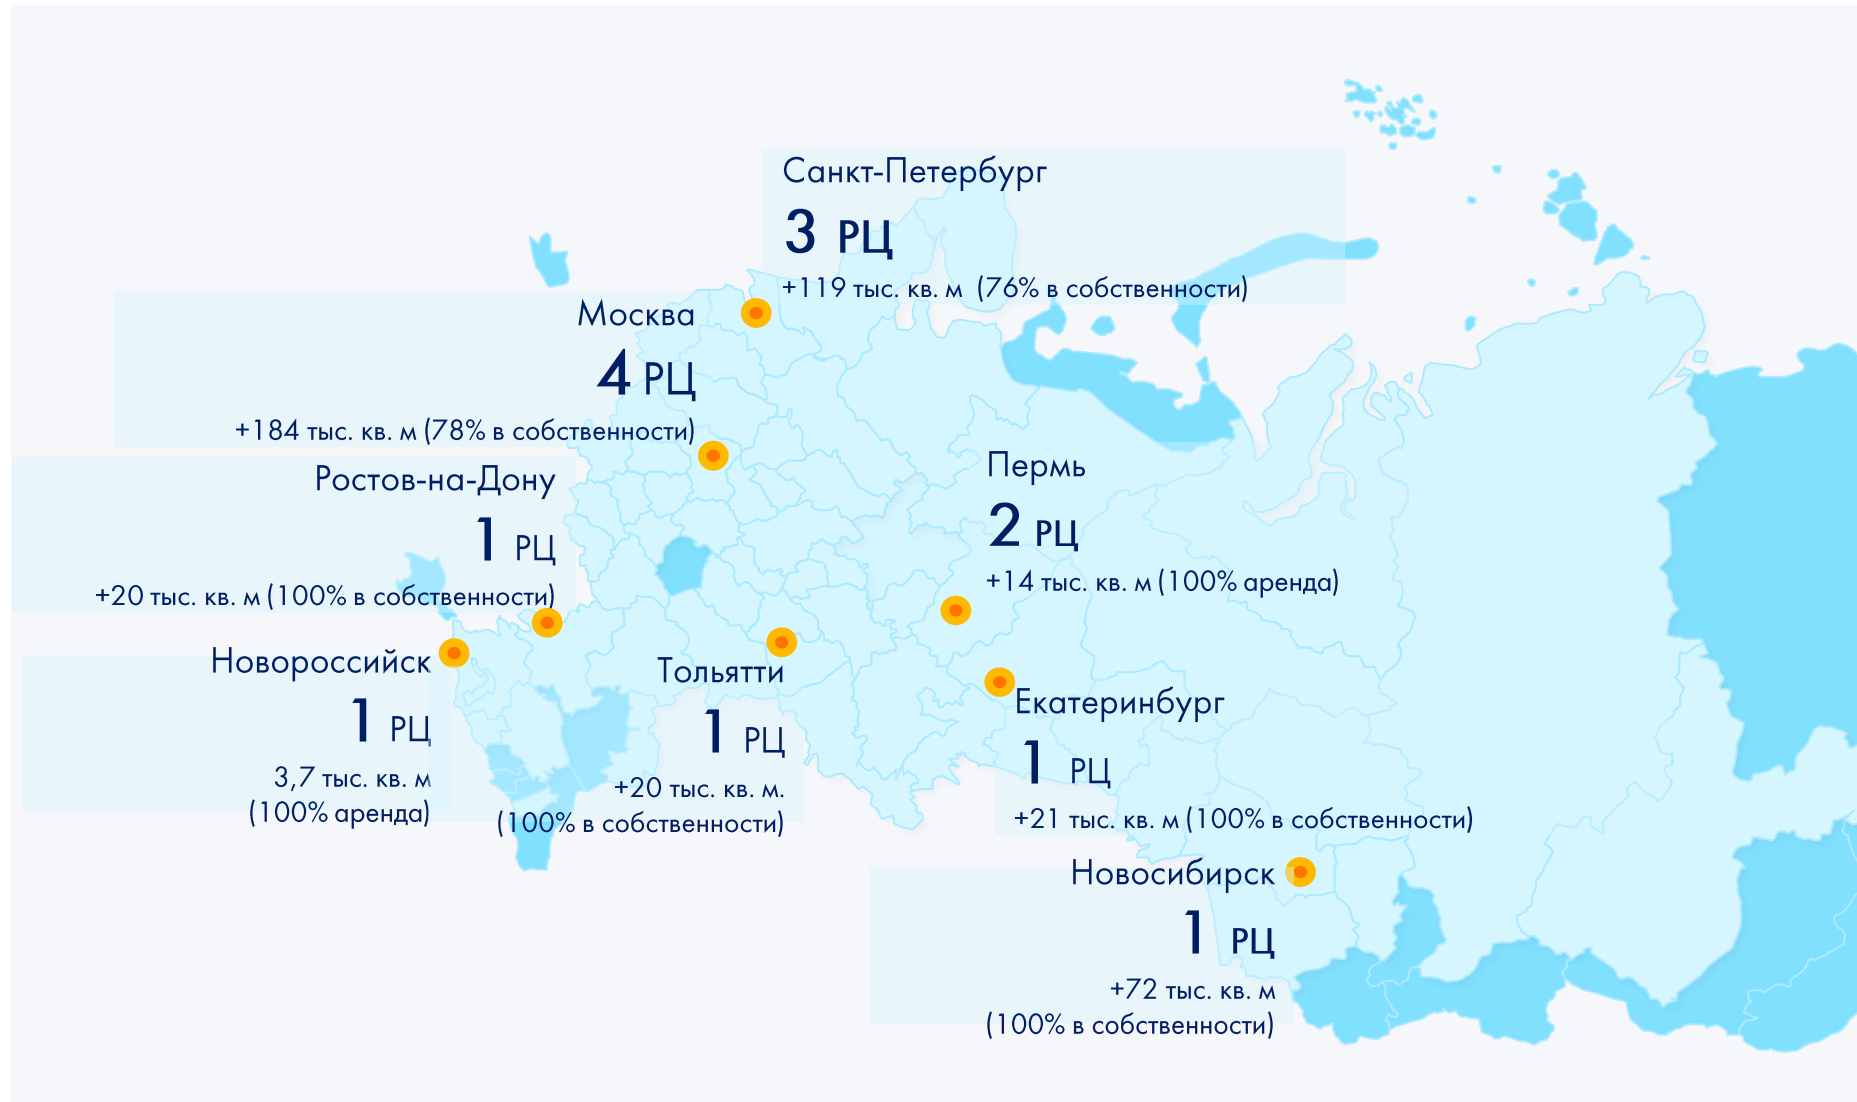 Санкт-Петербург
3 РЦ
+119 тыс. кв. м (76% в собственности)
Москва
4 РЦ
+184 тыс. кв. м (78% в собственности)
Ростов-на-Дону
1 РЦ
+20 тыс. кв. м (100% в собственности)
Пермь
2 РЦ
+14 тыс. кв. м (100% аренда)
Новороссийск
1 РЦ
3,7 тыс. кв. м
(100% аренда)
Тольятти
1 РЦ
+20 тыс. кв. м.
(100% в собственности)
Екатеринбург
1 РЦ
+21 тыс. кв. м (100% в собственности)
Новосибирск
1 РЦ
+72 тыс. кв. м
(100% в собственности)